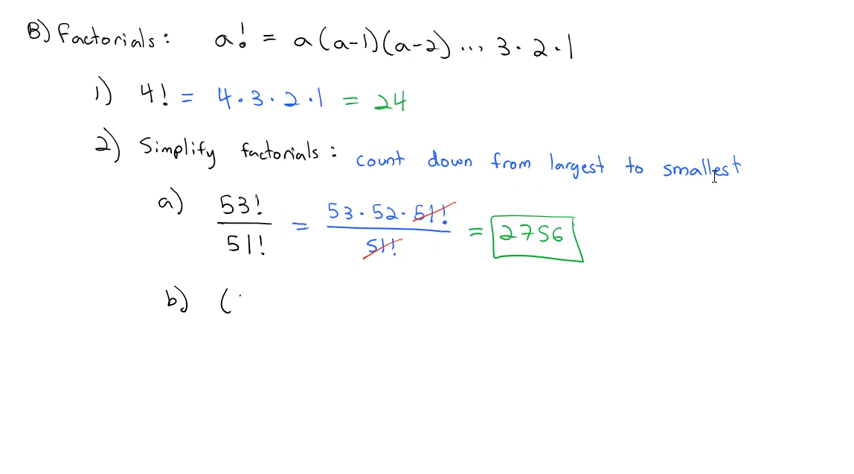 B) Factorials: a! = a(a-1)(a-2) ... 3 · 2 · 1
1) 4! = 4 · 3 · 2 · 1 = 24
2) Simplify factorials: count down from largest to smallest
a) 53!/51! = 53 · 52 · 51!/51! = 2756
b) (